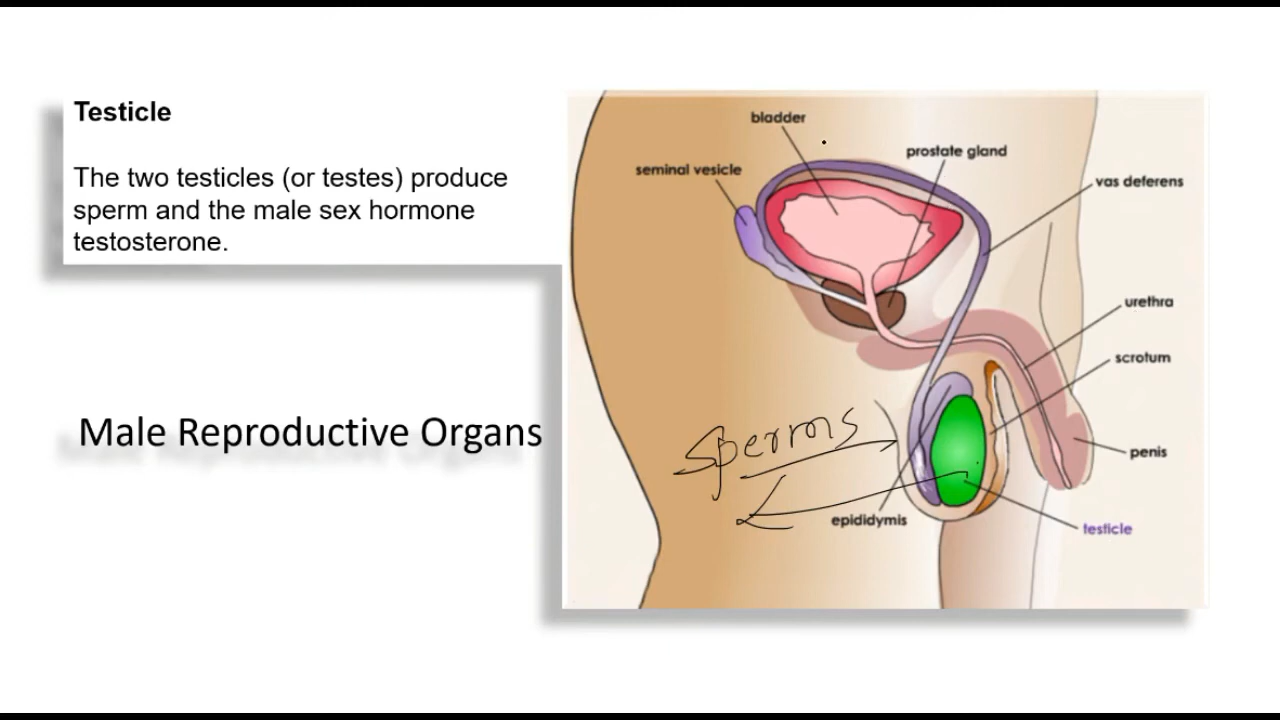 Testicle
The two testicles (or testes) produce
sperm and the male sex hormone
testosterone.
Male Reproductive Organs
bladder
prostate gland
seminal vesicle
vas deferens
urethra
scrotum
penis
sperms
epididymis
testicle